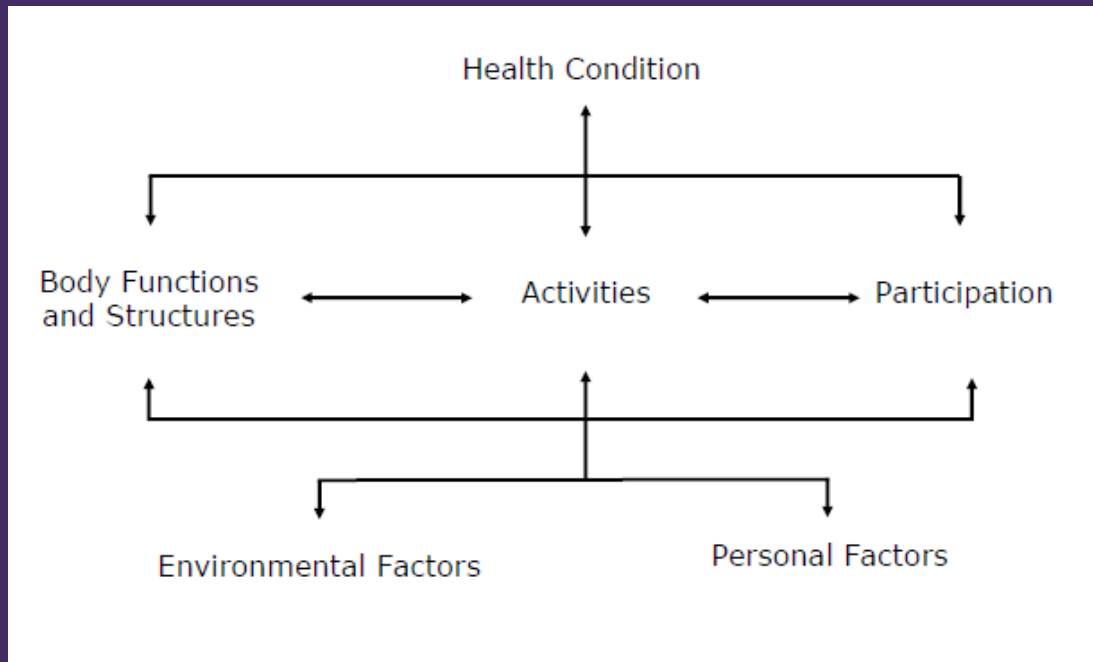 Health Condition
Body Functions
and Structures
Activities
Participation
Environmental Factors
Personal Factors